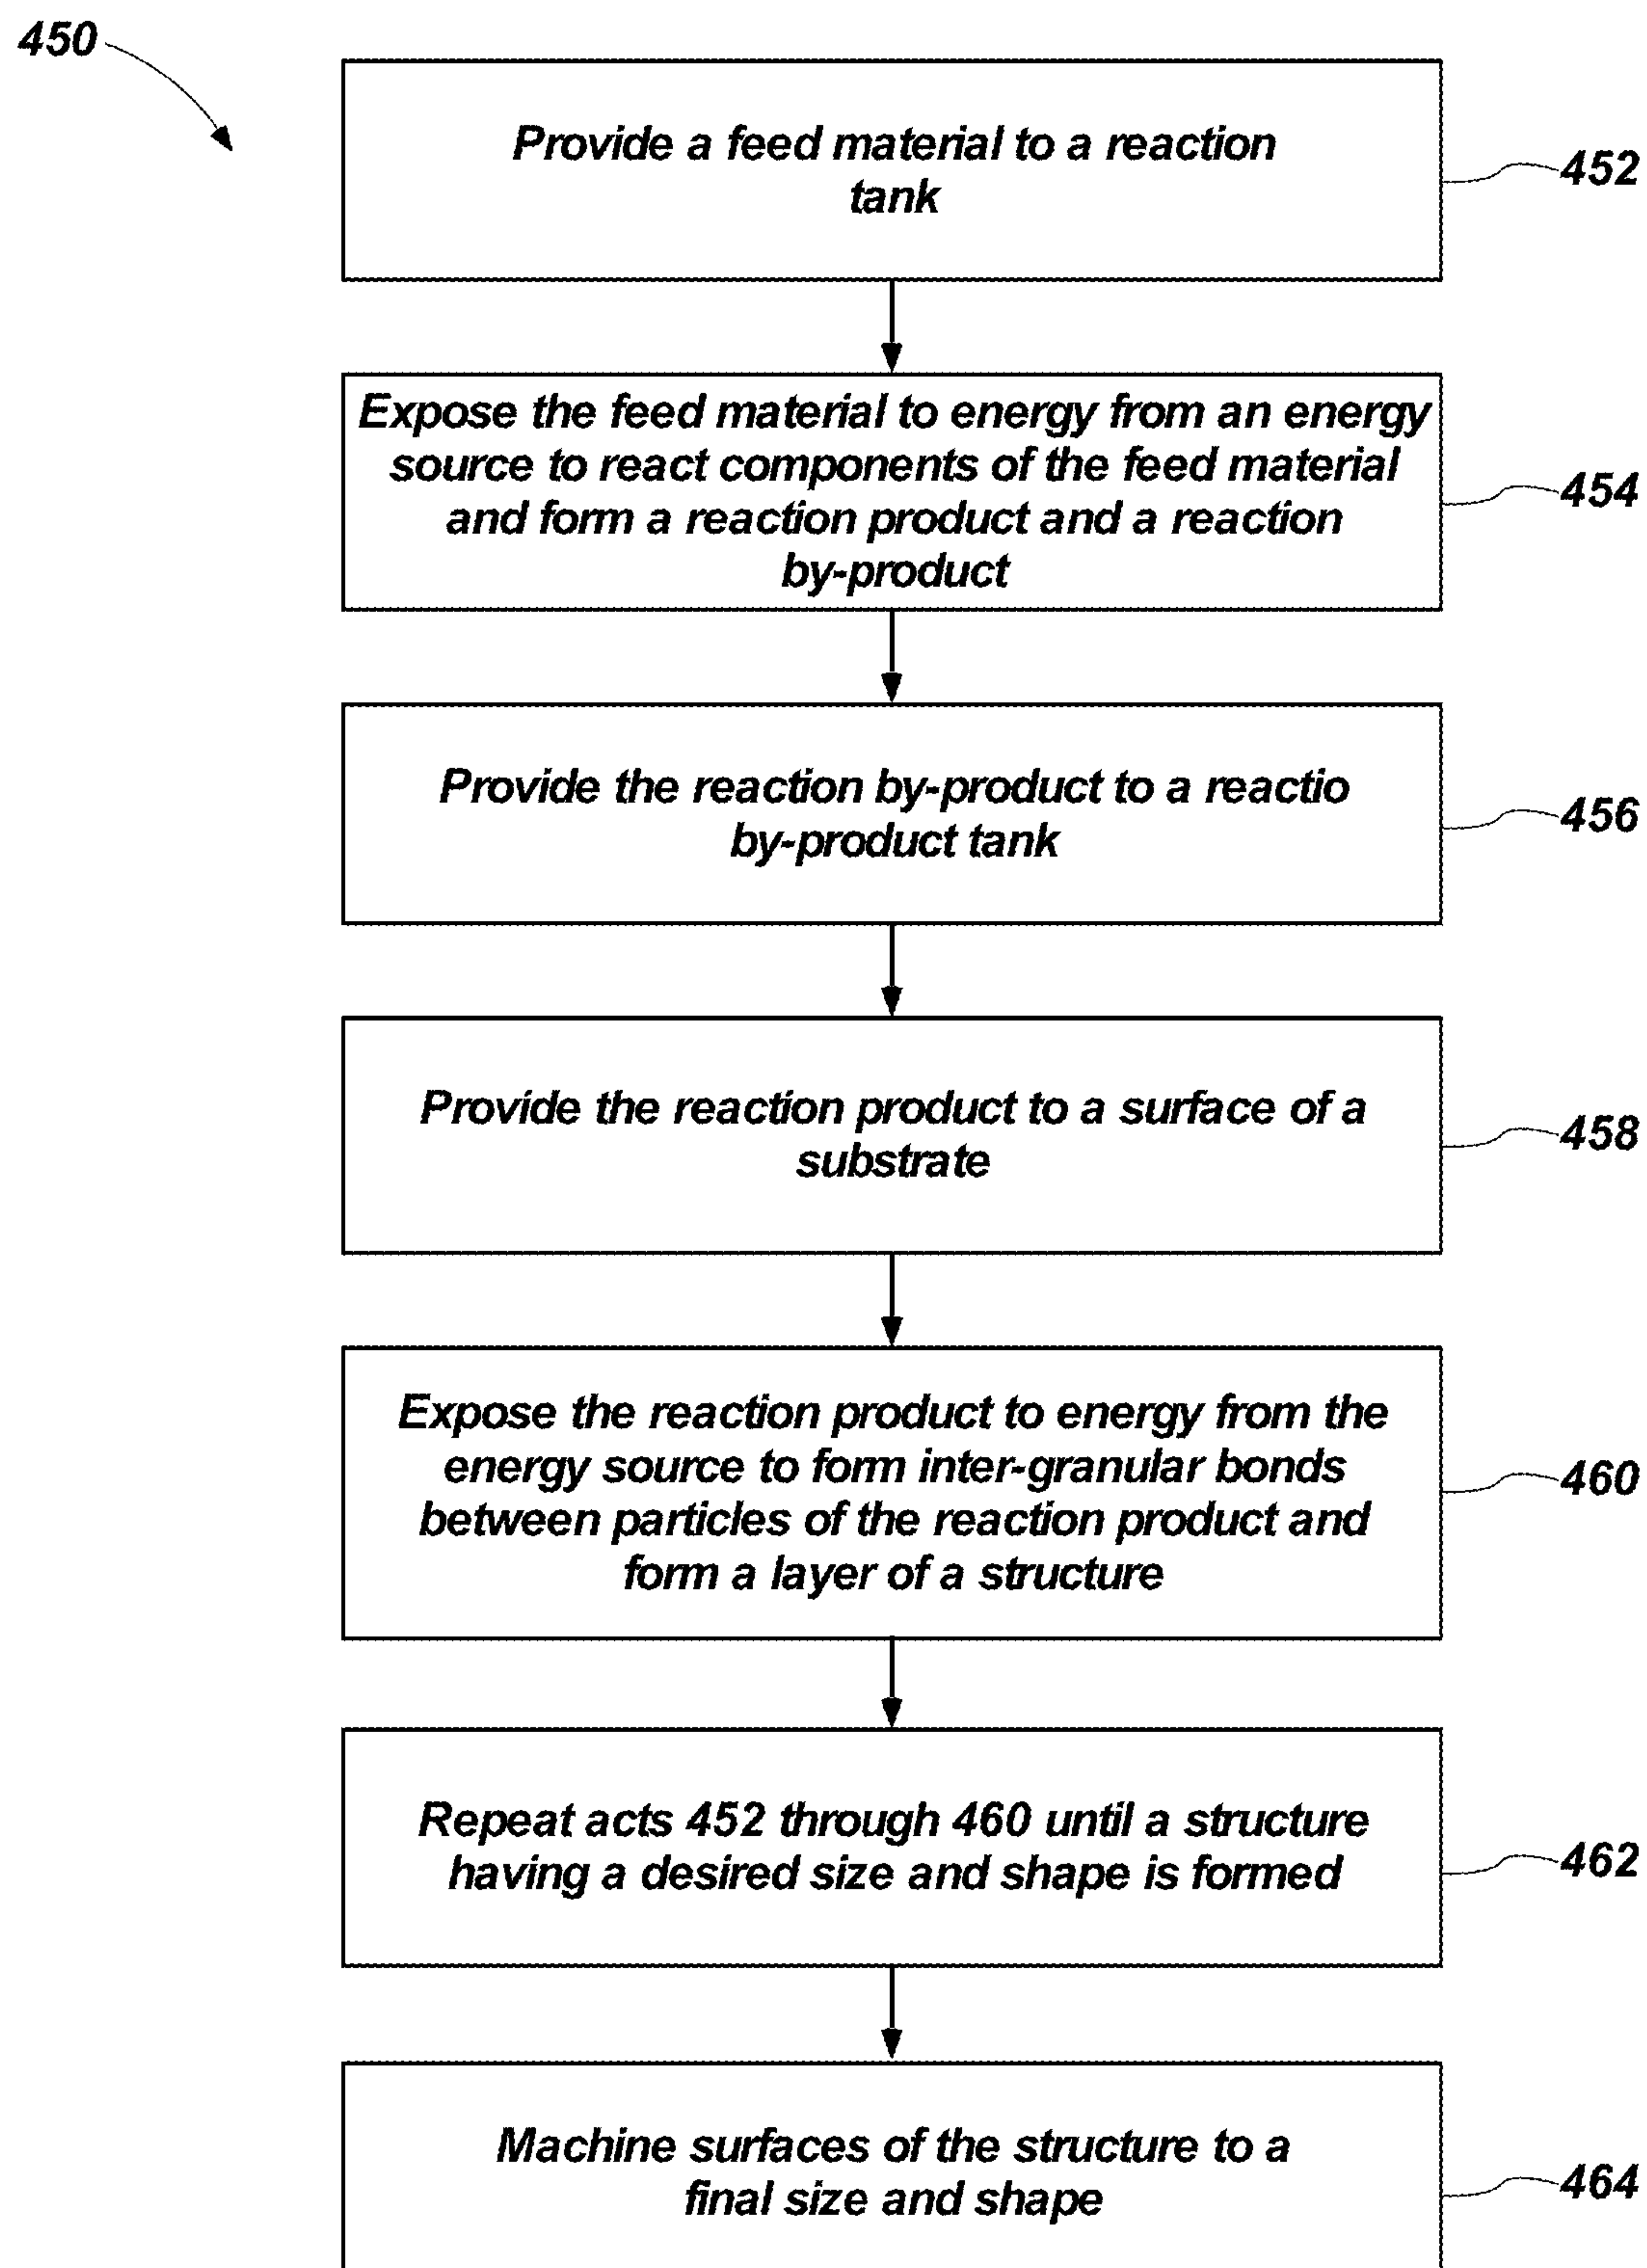 450
Provide a feed material to a reaction
tank
452
Expose the feed material to energy from an energy
source to react components of the feed material
and form a reaction product and a reaction
by-product
454
Provide the reaction by-product to a reactio
by-product tank
456
Provide the reaction product to a surface of a
substrate
458
Expose the reaction product to energy from the
energy source to form inter-granular bonds
between particles of the reaction product and
form a layer of a structure
460
Repeat acts 452 through 460 until a structure
having a desired size and shape is formed
462
Machine surfaces of the structure to a
final size and shape
464